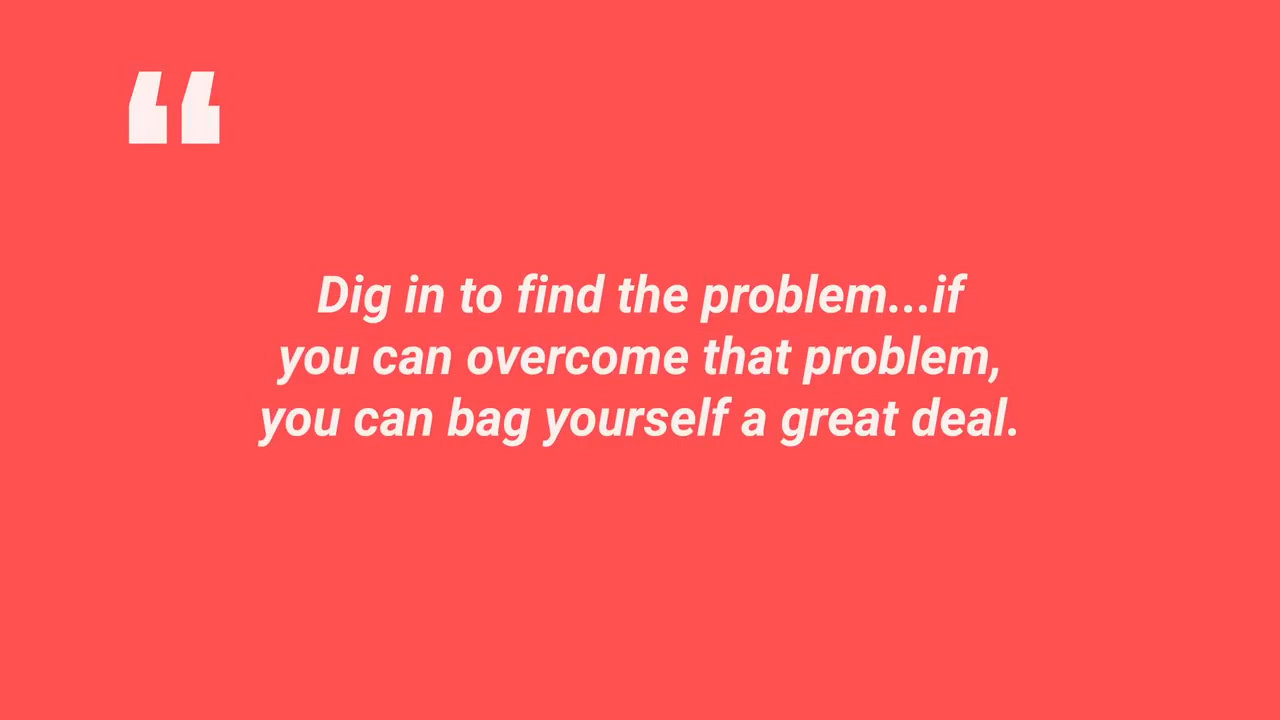 “
Dig in to find the problem...if
you can overcome that problem,
you can bag yourself a great deal.